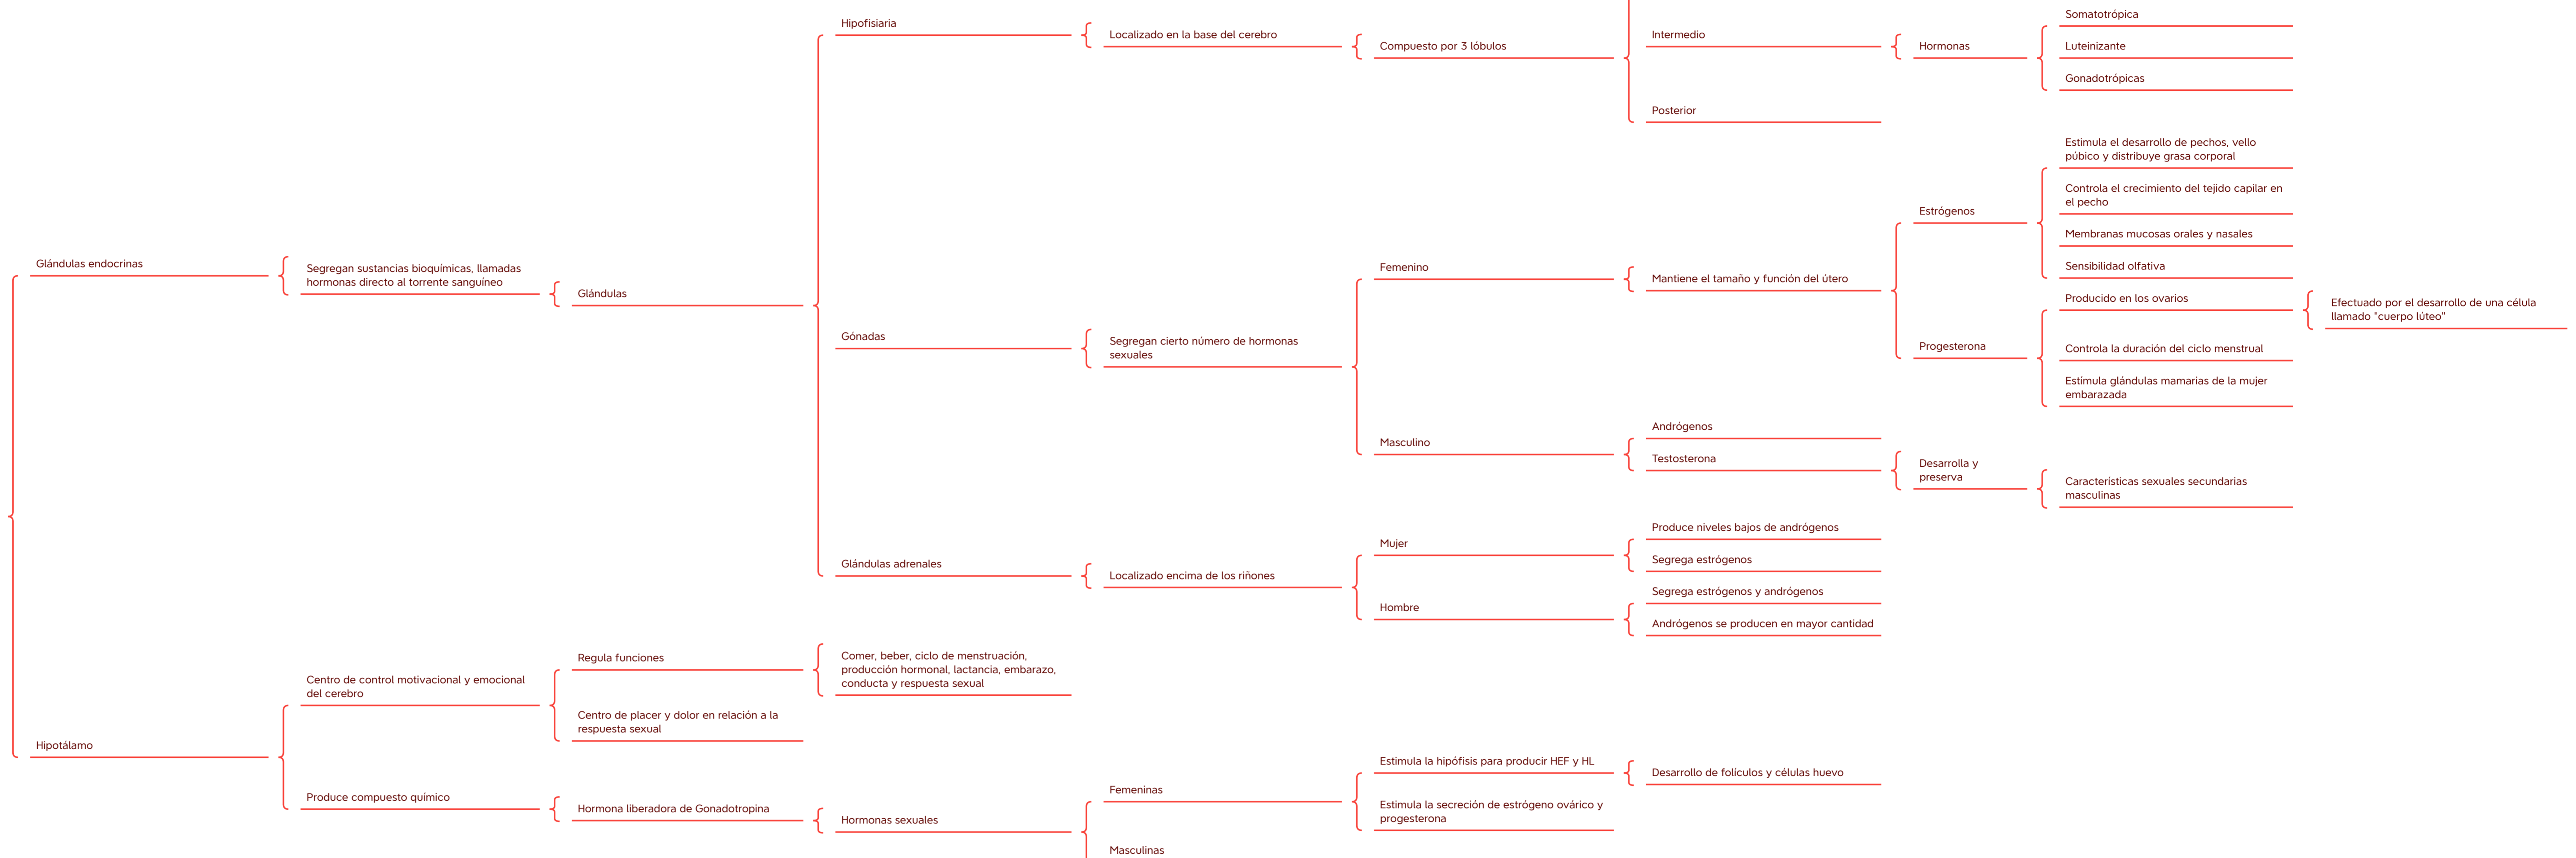 Hipofisiaria
Localizado en la base del cerebro
Compuesto por 3 lóbulos
Intermedio
Hormonas
Somatotrópica
Luteinizante
Gonadotrópicas
Posterior
Glándulas endocrinas
Segregan sustancias bioquímicas, llamadas
hormonas directo al torrente sanguíneo
Glándulas
Gónadas
Segregan cierto número de hormonas
sexuales
Femenino
Mantiene el tamaño y función del útero
Estrógenos
Estimula el desarrollo de pechos, vello
púbico y distribuye grasa corporal
Controla el crecimiento del tejido capilar en
el pecho
Membranas mucosas orales y nasales
Sensibilidad olfativa
Progesterona
Producido en los ovarios
Efectuado por el desarrollo de una célula
llamado "cuerpo lúteo"
Controla la duración del ciclo menstrual
Estímula glándulas mamarias de la mujer
embarazada
Masculino
Andrógenos
Testosterona
Desarrolla y
preserva
Características sexuales secundarias
masculinas
Glándulas adrenales
Localizado encima de los riñones
Mujer
Produce niveles bajos de andrógenos
Segrega estrógenos
Hombre
Segrega estrógenos y andrógenos
Andrógenos se producen en mayor cantidad
Hipotálamo
Centro de control motivacional y emocional
del cerebro
Regula funciones
Comer, beber, ciclo de menstruación,
producción hormonal, lactancia, embarazo,
conducta y respuesta sexual
Centro de placer y dolor en relación a la
respuesta sexual
Produce compuesto químico
Hormona liberadora de Gonadotropina
Hormonas sexuales
Femeninas
Estimula la hipófisis para producir HEF y HL
Desarrollo de folículos y células huevo
Estimula la secreción de estrógeno ovárico y
progesterona
Masculinas